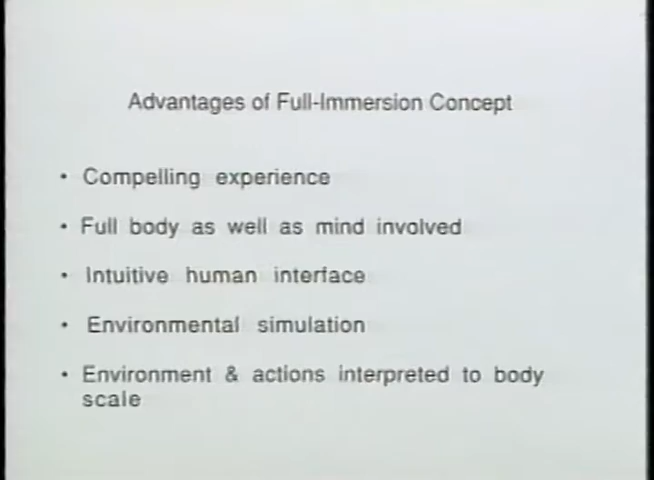 Advantages of Full-Immersion Concept
• Compelling experience
• Full body as well as mind involved
• Intuitive human interface
• Environmental simulation
• Environment & actions interpreted to body
scale